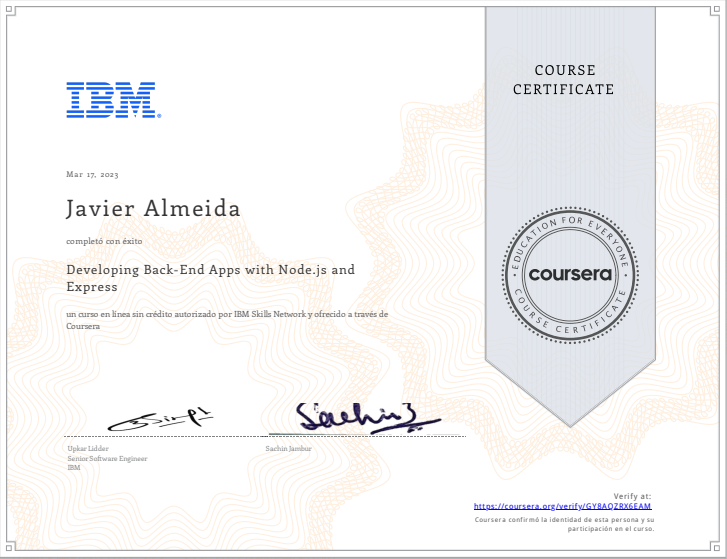 COURSE
CERTIFICATE
IBM®
Mar 17, 2023
Javier Almeida
completó con éxito
Developing Back-End Apps with Node.js and
Express
un curso en línea sin crédito autorizado por IBM Skills Network y ofrecido a través de
Coursera
EDUCATION FOR EVERYONE
coursera
COURSE CERTIFICATE
Sachin J
Upkar Lidder
Senior Software Engineer
IBM
Sachin Jambur
Verify at:
https://coursera.org/verify/GY8AQZRX6EAM
Coursera confirmó la identidad de esta persona y su
participación en el curso.